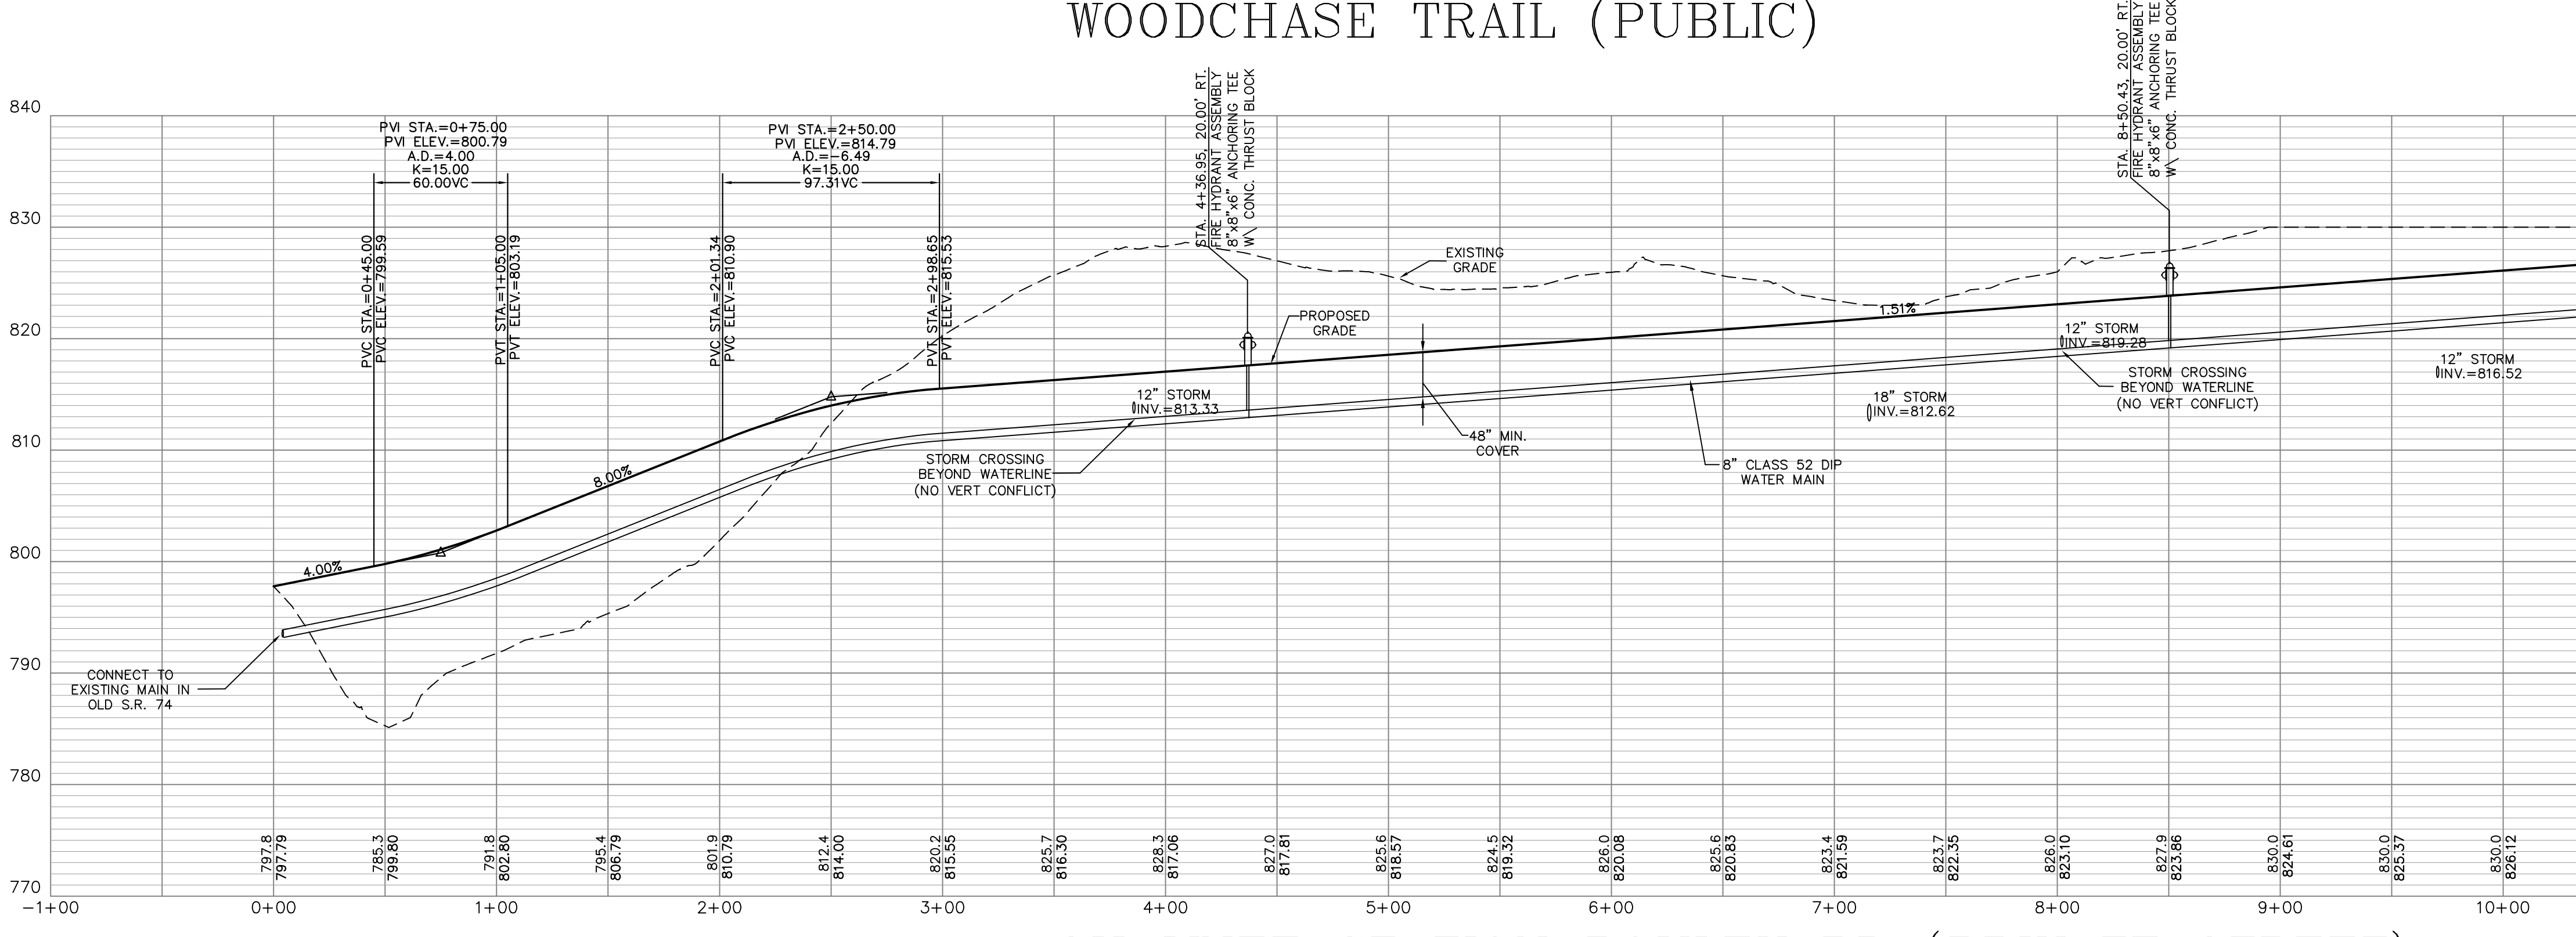 WOODCHASE TRAIL (PUBLIC)
STA. 4+36.95, 20.00' RT.
FIRE HYDRANT ASSEMBLY
8"x8"x6" ANCHORING TEE
W\ CONC. THRUST BLOCK
STA. 8+50.43, 20.00' RT.
FIRE HYDRANT ASSEMBLY
8"x8"x6" ANCHORING TEE
W\ CONC. THRUST BLOCK
840
830
820
810
800
790
780
770
PVI STA.=0+75.00
PVI ELEV.=800.79
A.D.=4.00
K=15.00
60.00VC
PVI STA.=2+50.00
PVI ELEV.=814.79
A.D.=-6.49
K=15.00
97.31VC
PVC STA.=0+45.00
PVC ELEV.=799.59
PVT STA.=1+05.00
PVT ELEV.=803.19
PVC STA.=2+01.34
PVC ELEV.=810.90
PVT STA.=2+98.65
PVT ELEV.=815.53
EXISTING
GRADE
PROPOSED
GRADE
1.51%
8.00%
4.00%
12" STORM
INV.=813.33
STORM CROSSING
BEYOND WATERLINE
(NO VERT CONFLICT)
48" MIN.
COVER
8" CLASS 52 DIP
WATER MAIN
18" STORM
INV.=812.62
12" STORM
INV.=819.28
STORM CROSSING
BEYOND WATERLINE
(NO VERT CONFLICT)
12" STORM
INV.=816.52
CONNECT TO
EXISTING MAIN IN
OLD S.R. 74
797.8
797.79
785.3
799.80
791.8
802.80
795.4
806.79
801.9
810.79
812.4
814.00
820.2
815.55
825.7
816.30
828.3
817.06
827.0
817.81
825.6
818.57
824.5
819.32
826.0
820.08
825.6
820.83
823.4
821.59
823.7
822.35
826.0
823.10
827.9
823.86
830.0
824.61
830.0
825.37
830.0
826.12
-1+00
0+00
1+00
2+00
3+00
4+00
5+00
6+00
7+00
8+00
9+00
10+00